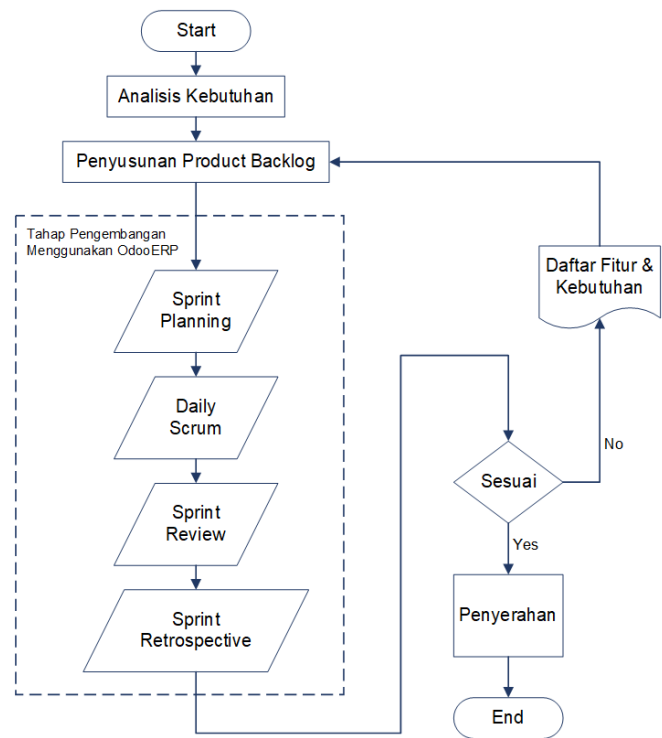 Start
Analisis Kebutuhan
Penyusunan Product Backlog
Tahap Pengembangan
Menggunakan OdooERP
Sprint
Planning
Daily
Scrum
Sprint
Review
Sprint
Retrospective
Daftar Fitur &
Kebutuhan
No
Sesuai
Yes
Penyerahan
End